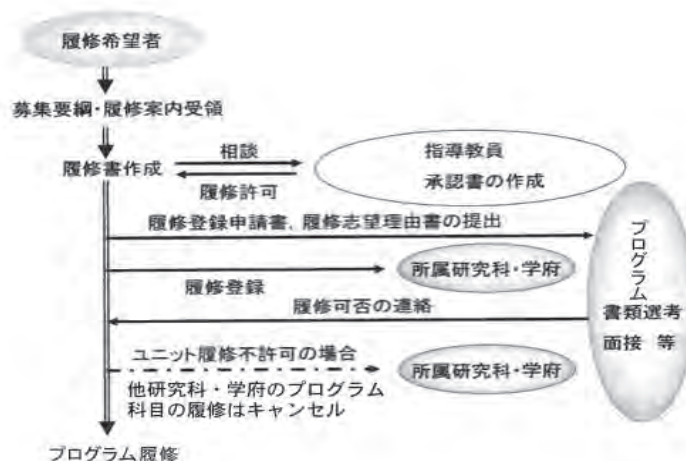 履修希望者
募集要綱・履修案内受領
履修書作成
相談
履修許可
指導教員
承認書の作成
履修登録申請書、履修志望理由書の提出
プログラム
書類選考
面接 等
所属研究科・学府
履修登録
履修可否の連絡
ユニット履修不許可の場合
所属研究科・学府
他研究科・学府のプログラム
科目の履修はキャンセル
プログラム履修